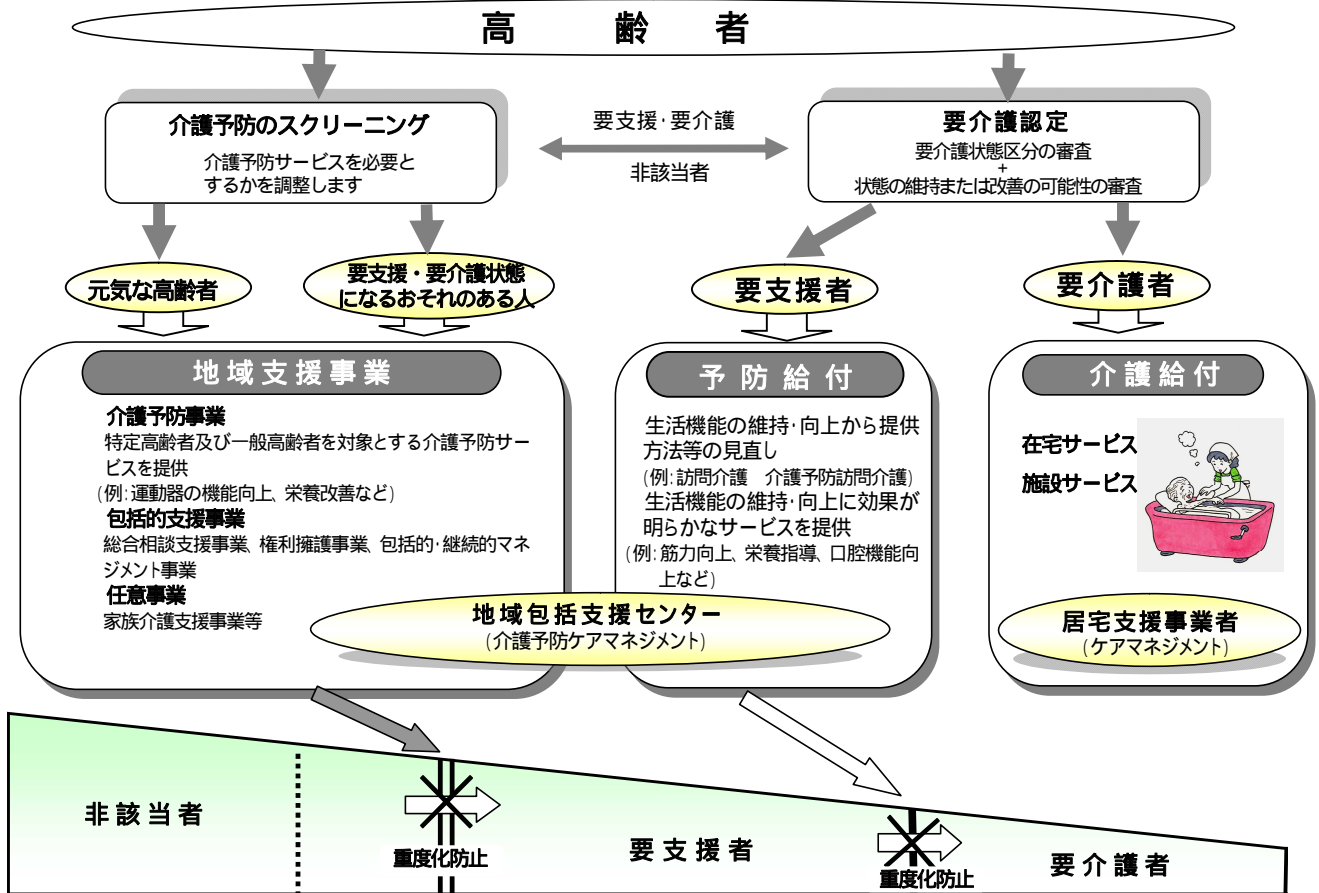 高齢者
介護予防のスクリーニング
介護予防サービスを必要と
するかを調整します
要支援・要介護
非該当者
要介護認定
要介護状態区分の審査
+
状態の維持または改善の可能性の審査
元気な高齢者
要支援・要介護状態
になるおそれのある人
要支援者
要介護者
地域支援事業
介護予防事業
特定高齢者及び一般高齢者を対象とする介護予防サー
ビスを提供
(例:運動器の機能向上、栄養改善など)
包括的支援事業
総合相談支援事業、権利擁護事業、包括的・継続的マネ
ジメント事業
任意事業
家族介護支援事業等
予防給付
生活機能の維持・向上から提供
方法等の見直し
(例:訪問介護 介護予防訪問介護)
生活機能の維持・向上に効果が
明らかなサービスを提供
(例:筋力向上、栄養指導、口腔機能向
上など)
介護給付
在宅サービス
施設サービス
地域包括支援センター
(介護予防ケアマネジメント)
居宅支援事業者
(ケアマネジメント)
非該当者
重度化防止
要支援者
重度化防止
要介護者